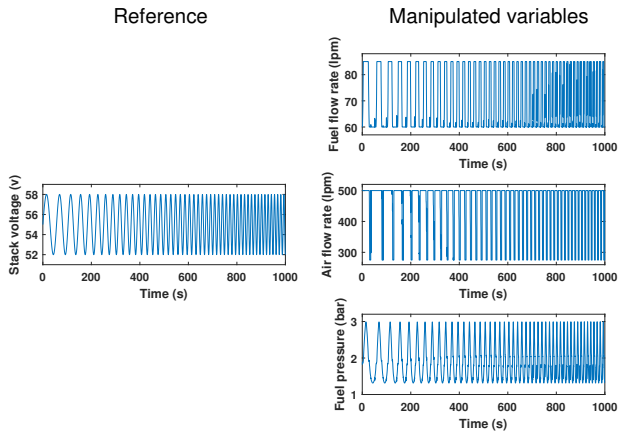 Reference
Manipulated variables
Fuel flow rate (lpm)
80
70
60
0 200 400 600 800 1000
Time (s)
Stack voltage (v)
58
56
54
52
0 200 400 600 800 1000
Time (s)
Air flow rate (lpm)
500
400
300
0 200 400 600 800 1000
Time (s)
Fuel pressure (bar)
3
2
1
0 200 400 600 800 1000
Time (s)